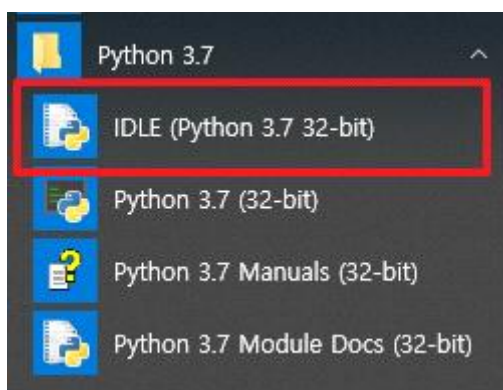 Python 3.7
IDLE (Python 3.7 32-bit)
Python 3.7 (32-bit)
Python 3.7 Manuals (32-bit)
Python 3.7 Module Docs (32-bit)